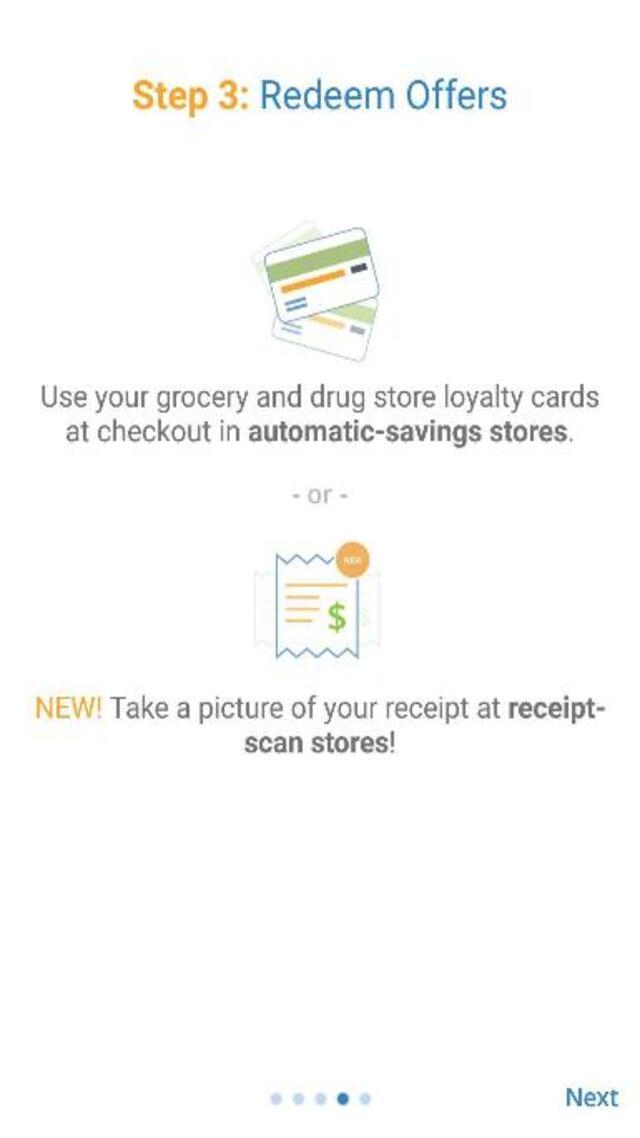 Step 3: Redeem Offers
Use your grocery and drug store loyalty cards
at checkout in automatic-savings stores.
- or -
NEW
$
NEW! Take a picture of your receipt at receipt-
scan stores!
Next